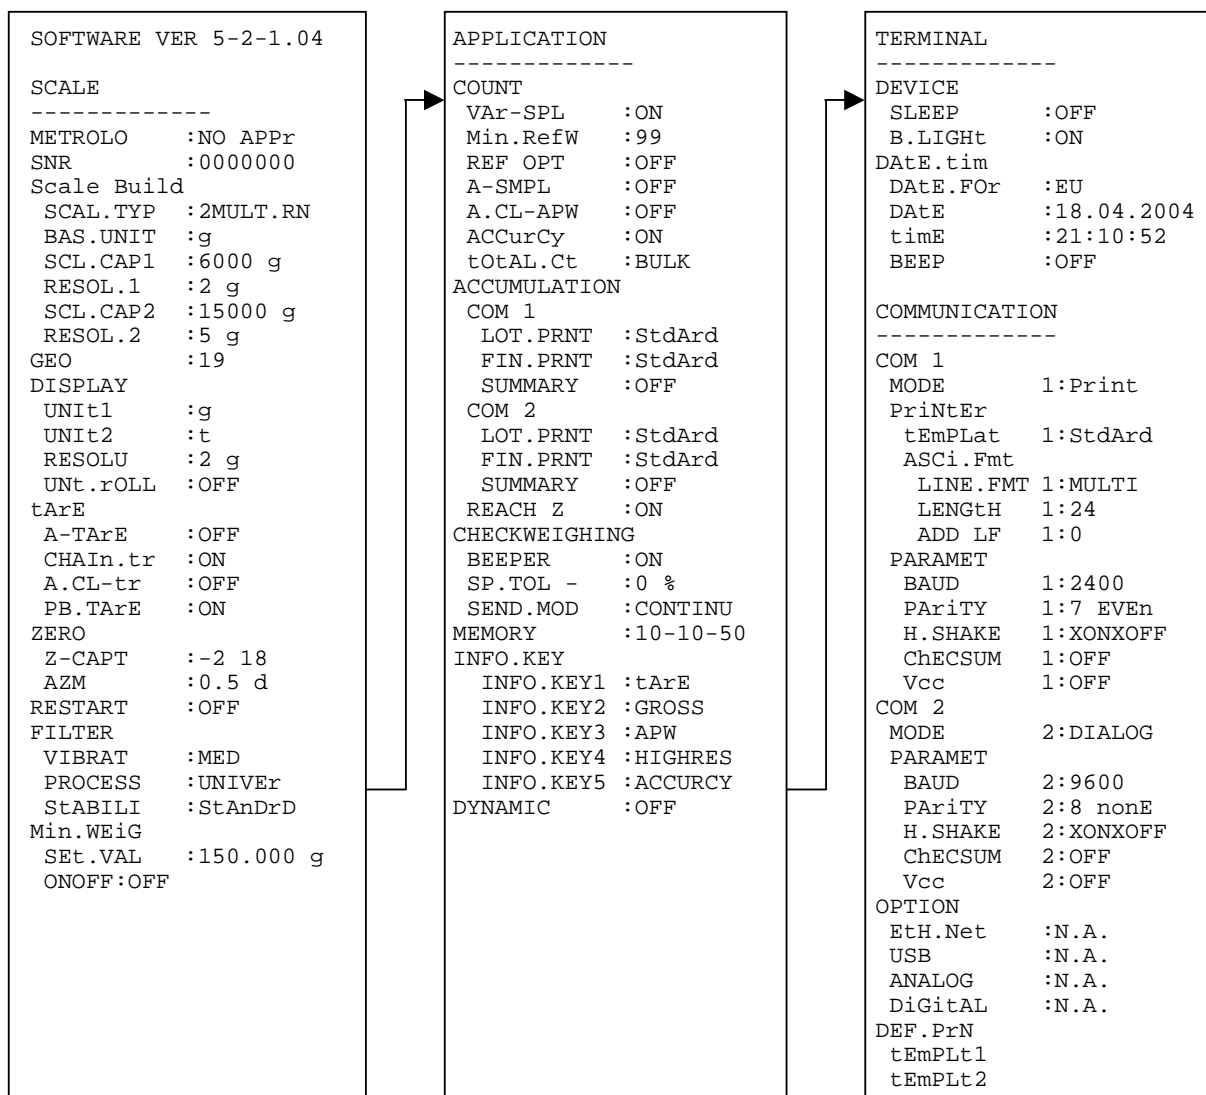 SOFTWARE VER 5-2-1.04
SCALE
-------------
METROLO :NO APPr
SNR :0000000
Scale Build
SCAL.TYP :2MULT.RN
BAS.UNIT :g
SCL.CAP1 :6000 g
RESOL.1 :2 g
SCL.CAP2 :15000 g
RESOL.2 :5 g
GEO :19
DISPLAY
UNIt1 :g
UNIt2 :t
RESOLU :2 g
UNt.rOLL :OFF
tArE
A-TArE :OFF
CHAIn.tr :ON
A.CL-tr :OFF
PB.TArE :ON
ZERO
Z-CAPT :-2 18
AZM :0.5 d
RESTART :OFF
FILTER
VIBRAT :MED
PROCESS :UNIVEr
StABILI :StAnDrD
Min.WEiG
SEt.VAL :150.000 g
ONOFF:OFF
APPLICATION
-------------
COUNT
VAr-SPL :ON
Min.RefW :99
REF OPT :OFF
A-SMPL :OFF
A.CL-APW :OFF
ACCurCy :ON
tOtAL.Ct :BULK
ACCUMULATION
COM 1
LOT.PRNT :StdArd
FIN.PRNT :StdArd
SUMMARY :OFF
COM 2
LOT.PRNT :StdArd
FIN.PRNT :StdArd
SUMMARY :OFF
REACH Z :ON
CHECKWEIGHING
BEEPER :ON
SP.TOL - :0 %
SEND.MOD :CONTINU
MEMORY :10-10-50
INFO.KEY
INFO.KEY1 :tArE
INFO.KEY2 :GROSS
INFO.KEY3 :APW
INFO.KEY4 :HIGHRES
INFO.KEY5 :ACCURCY
DYNAMIC :OFF
TERMINAL
-------------
DEVICE
SLEEP :OFF
B.LIGHt :ON
DAtE.tim
DAtE.FOr :EU
DAtE :18.04.2004
timE :21:10:52
BEEP :OFF
COMMUNICATION
-------------
COM 1
MODE 1:Print
PriNtEr
tEmPLat 1:StdArd
ASCi.Fmt
LINE.FMT 1:MULTI
LENGtH 1:24
ADD LF 1:0
PARAMET
BAUD 1:2400
PAriTY 1:7 EVEn
H.SHAKE 1:XONXOFF
ChECSUM 1:OFF
Vcc 1:OFF
COM 2
MODE 2:DIALOG
PARAMET
BAUD 2:9600
PAriTY 2:8 nonE
H.SHAKE 2:XONXOFF
ChECSUM 2:OFF
Vcc 2:OFF
OPTION
EtH.Net :N.A.
USB :N.A.
ANALOG :N.A.
DiGitAL :N.A.
DEF.PrN
tEmPLt1
tEmPLt2